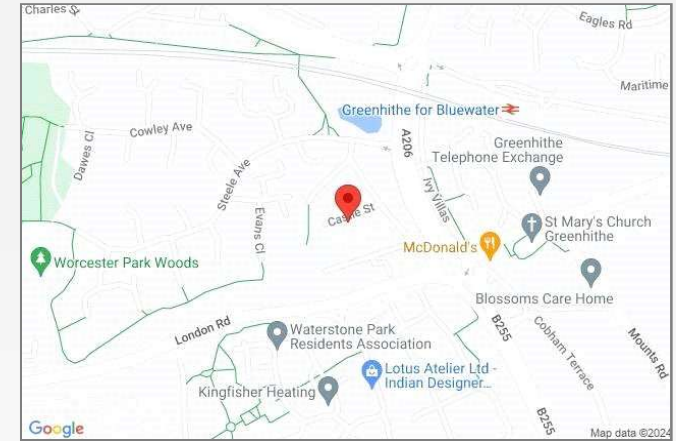 Charles St
Eagles Rd
Maritime
Greenhithe for Bluewater
A206
Greenhithe
Telephone Exchange
Cowley Ave
Dawes Cl
Steele Ave
Ivy Villas
Evans Cl
Castle St
St Mary's Church
Greenhithe
McDonald's
Worcester Park Woods
Blossoms Care Home
London Rd
Waterstone Park
Residents Association
B255
Cobham Terrace
Mounts Rd
Lotus Atelier Ltd -
Indian Designer...
Kingfisher Heating
B255
Google
Map data ©2024